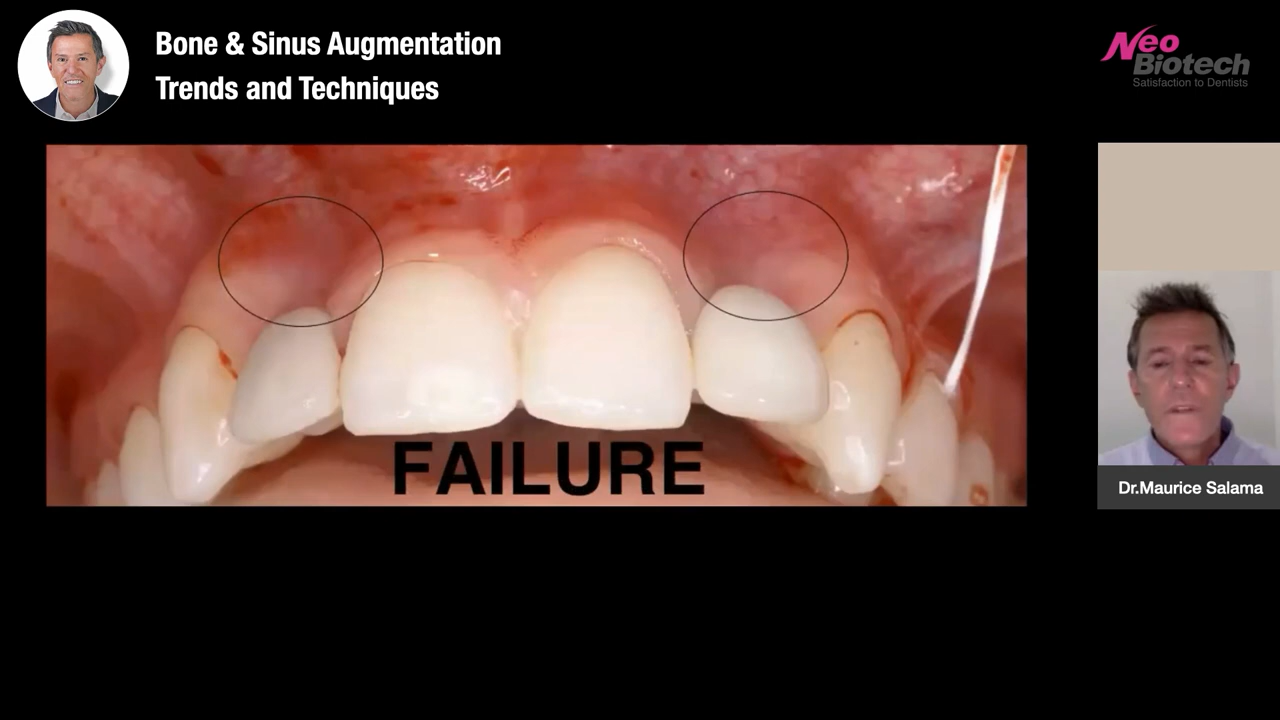 Bone & Sinus Augmentation
Trends and Techniques
Neo
Biotech
Satisfaction to Dentists
FAILURE
Dr.Maurice Salama